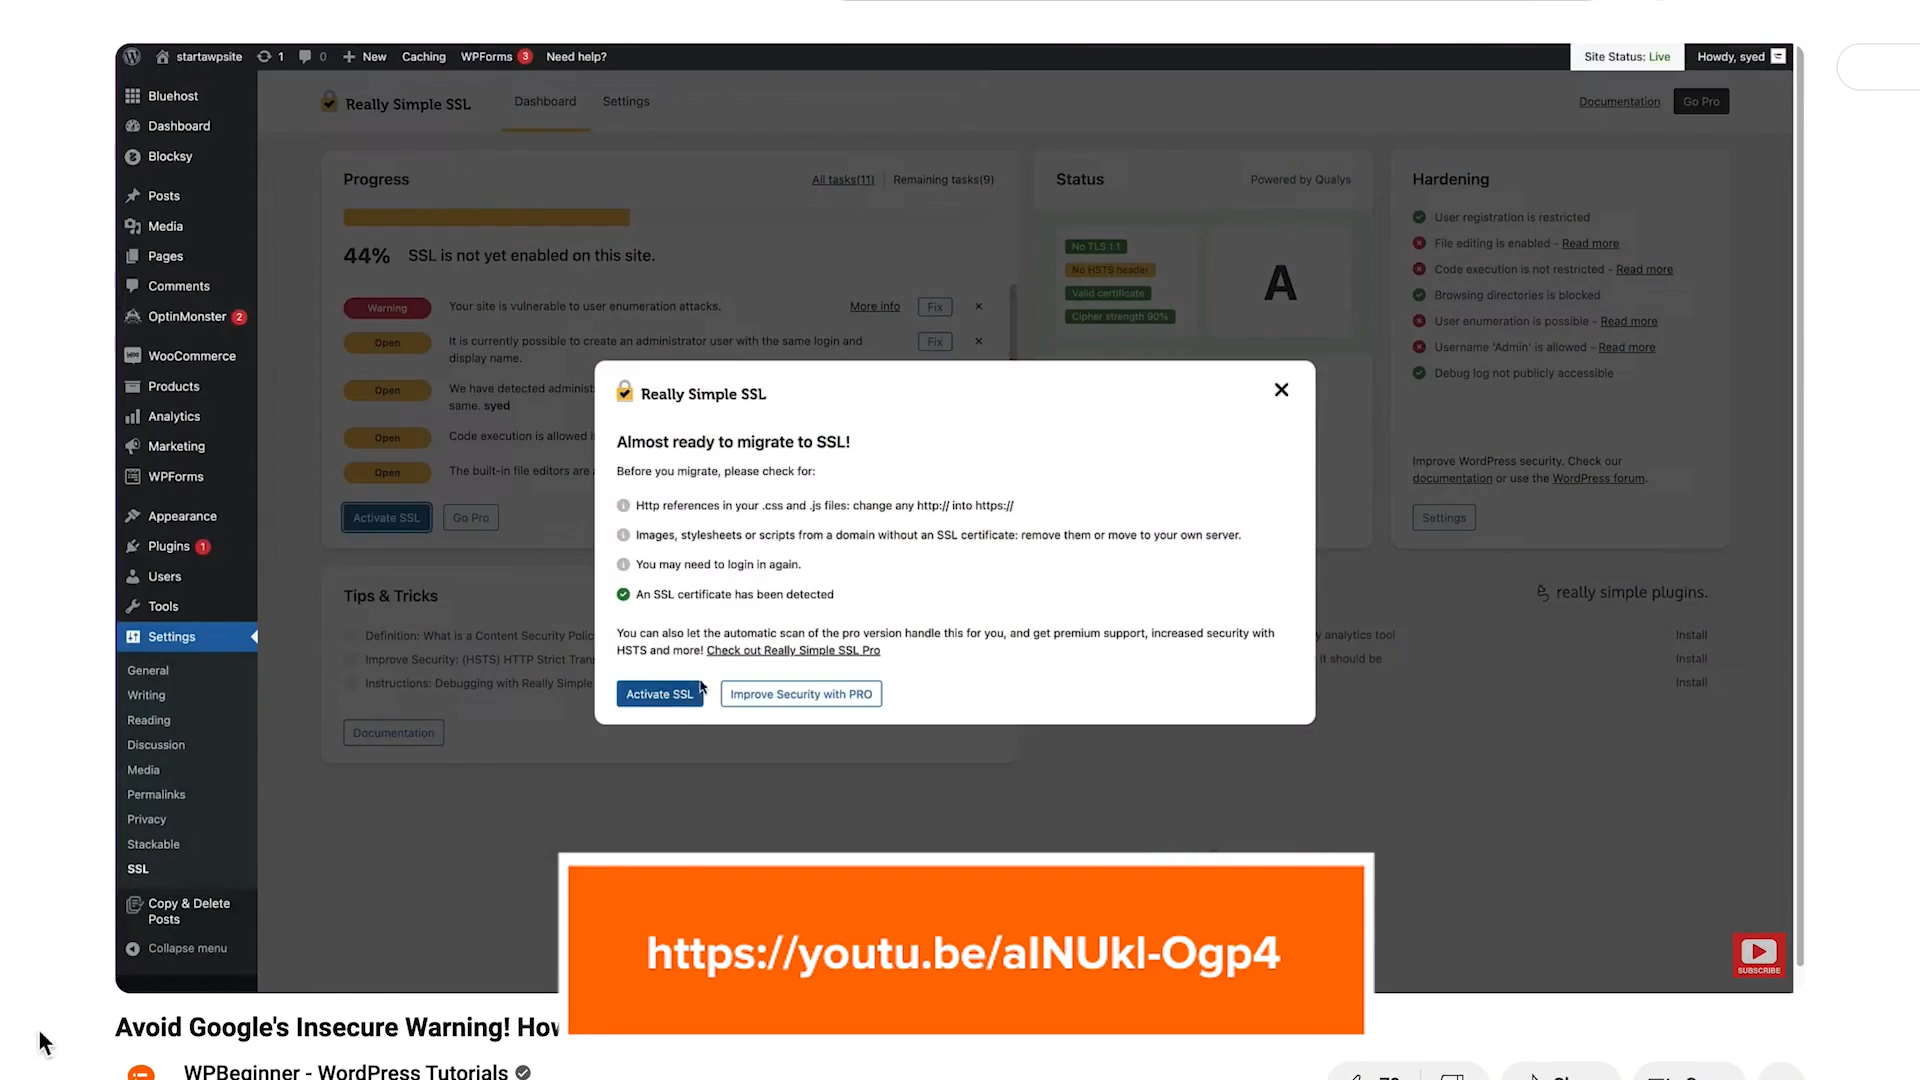 startawpsite
1
0
New
Caching
WPForms 3
Need help?
Site Status: Live
Howdy, syed
Bluehost
Dashboard
Blocksy
Posts
Media
Pages
Comments
OptinMonster 2
WooCommerce
Products
Analytics
Marketing
WPForms
Appearance
Plugins 1
Users
Tools
Settings
General
Writing
Reading
Discussion
Media
Permalinks
Privacy
Stackable
SSL
Copy & Delete
Posts
Collapse menu
Really Simple SSL
Dashboard
Settings
Documentation
Go Pro
Progress
All tasks(11)
Remaining tasks(9)
44% SSL is not yet enabled on this site.
Warning Your site is vulnerable to user enumeration attacks. More info Fix
Open It is currently possible to create an administrator user with the same login and
display name. Fix
Open We have detected administ
same. syed
Open Code execution is allowed i
Open The built-in file editors are a
Activate SSL
Go Pro
Status
Powered by Qualys
No TLS 1.1
No HSTS header
Valid certificate
Cipher strength 90%
A
Hardening
User registration is restricted
File editing is enabled - Read more
Code execution is not restricted - Read more
Browsing directories is blocked
User enumeration is possible - Read more
Username 'Admin' is allowed - Read more
Debug log not publicly accessible
Improve WordPress security. Check our
documentation or use the WordPress forum.
Settings
Really Simple SSL
Almost ready to migrate to SSL!
Before you migrate, please check for:
Http references in your .css and .js files: change any http:// into https://
Images, stylesheets or scripts from a domain without an SSL certificate: remove them or move to your own server.
You may need to login in again.
An SSL certificate has been detected
You can also let the automatic scan of the pro version handle this for you, and get premium support, increased security with
HSTS and more! Check out Really Simple SSL Pro
Activate SSL
Improve Security with PRO
Tips & Tricks
Definition: What is a Content Security Polic
Improve Security: (HSTS) HTTP Strict Tran
Instructions: Debugging with Really Simple
Documentation
really simple plugins.
y analytics tool Install
it should be Install
Install
https://youtu.be/aINUkl-Ogp4
SUBSCRIBE
Avoid Google's Insecure Warning! How
WPBeginner - WordPress Tutorials